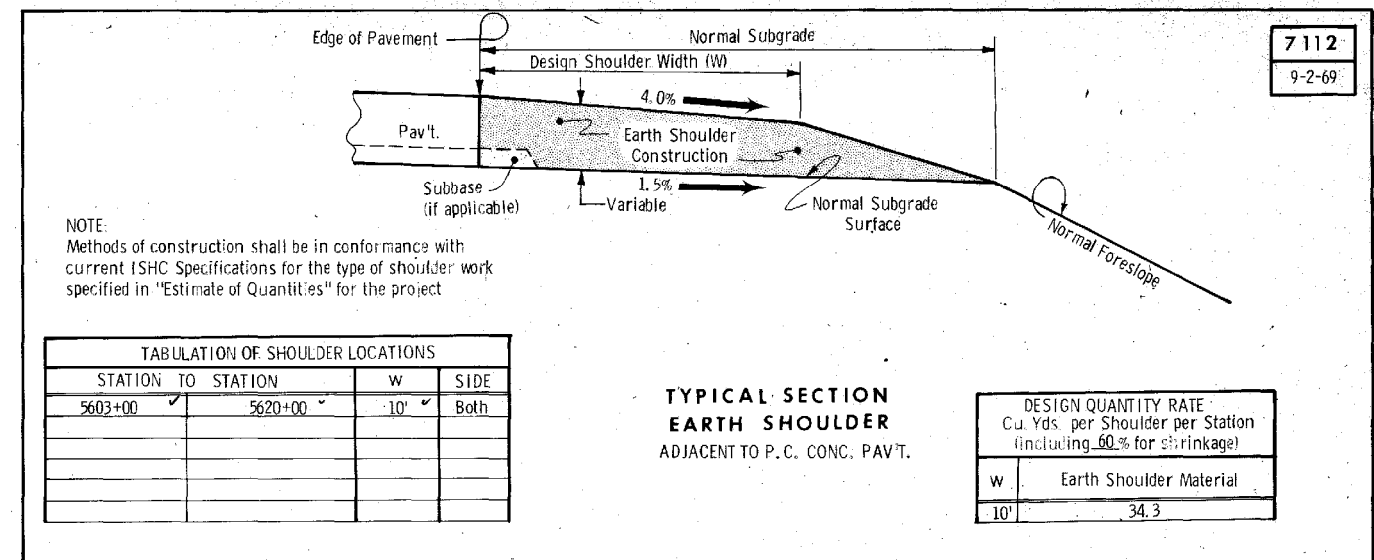 Edge of Pavement
Normal Subgrade
7112
9-2-69
Design Shoulder Width (W)
4.0%
Pav't.
Earth Shoulder
Construction
Subbase
(if applicable)
1.5%
Variable
Normal Subgrade
Surface
Normal Foreslope
NOTE:
Methods of construction shall be in conformance with
current ISHC Specifications for the type of shoulder work
specified in "Estimate of Quantities" for the project
TABULATION OF SHOULDER LOCATIONS
STATION TO STATION W SIDE
5603+00 ✓ 5620+00 ✓ 10' ✓ Both
TYPICAL SECTION
EARTH SHOULDER
ADJACENT TO P.C. CONC. PAV'T.
DESIGN QUANTITY RATE
Cu. Yds. per Shoulder per Station
(including 60 % for shrinkage)
W Earth Shoulder Material
10' 34.3